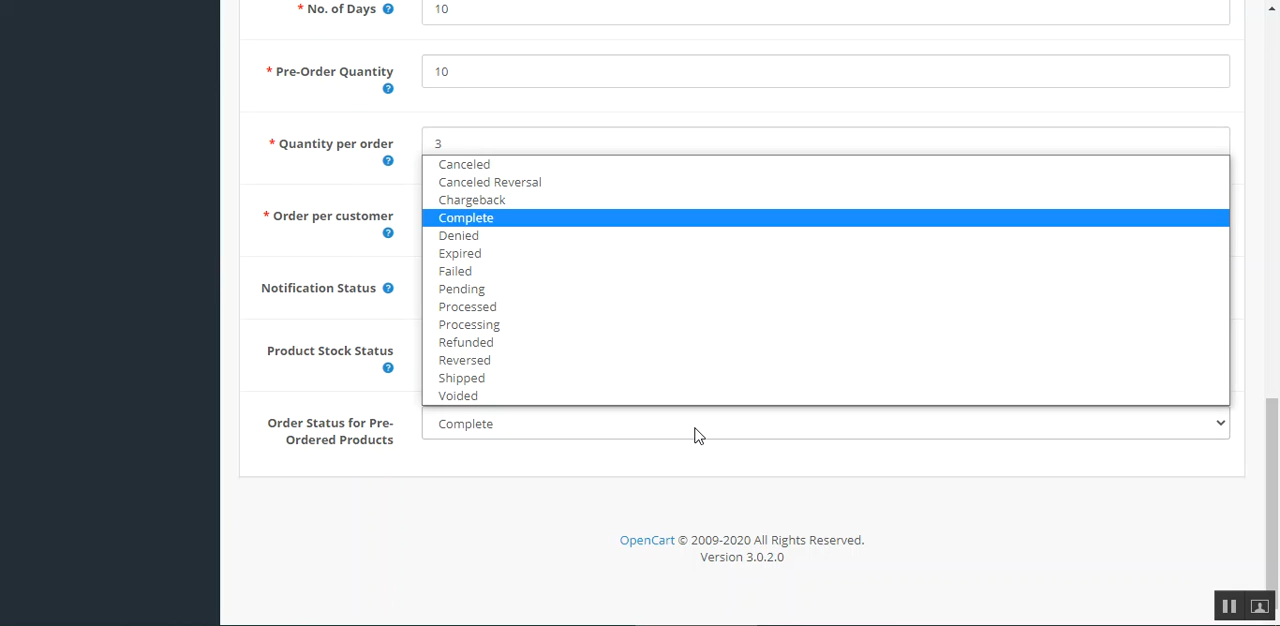 * No. of Days ?
10
* Pre-Order Quantity ?
10
* Quantity per order ?
3
Canceled
Canceled Reversal
Chargeback
* Order per customer ?
Complete
Denied
Expired
Failed
Notification Status ?
Pending
Processed
Processing
Refunded
Product Stock Status ?
Reversed
Shipped
Voided
Order Status for Pre-
Ordered Products
Complete
OpenCart © 2009-2020 All Rights Reserved.
Version 3.0.2.0